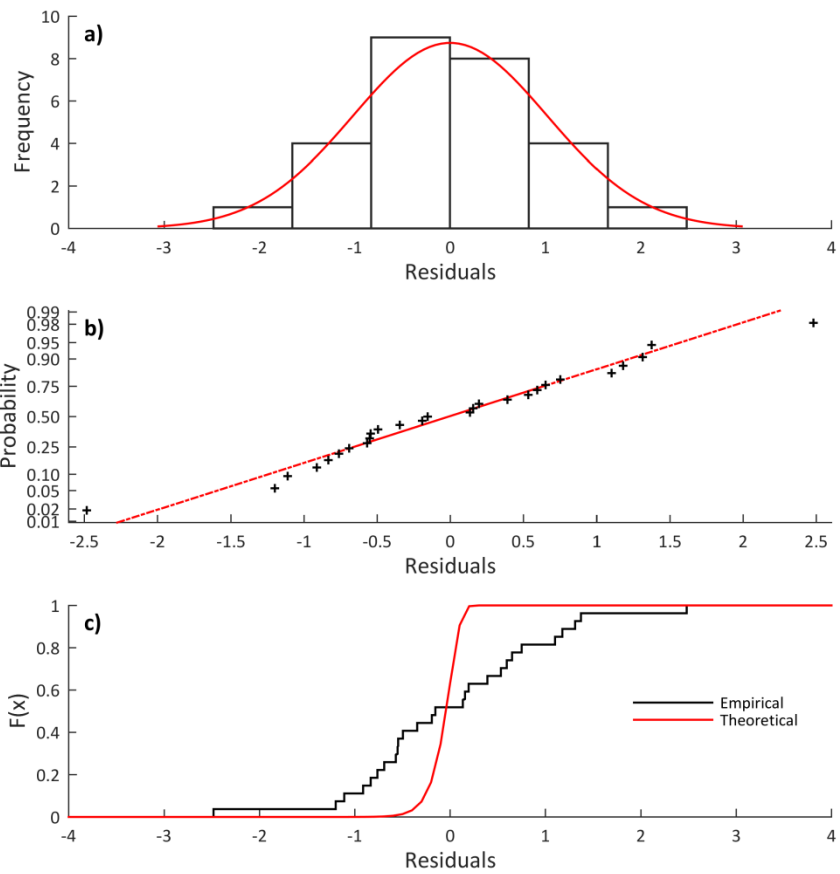 a)
Frequency
10
8
6
4
2
0
-4 -3 -2 -1 0 1 2 3 4
Residuals
b)
Probability
0.99
0.98
0.95
0.90
0.75
0.50
0.25
0.10
0.05
0.02
0.01
-2.5 -2 -1.5 -1 -0.5 0 0.5 1 1.5 2 2.5
Residuals
c)
F(x)
1
0.8
0.6
0.4
0.2
0
Empirical
Theoretical
-4 -3 -2 -1 0 1 2 3 4
Residuals